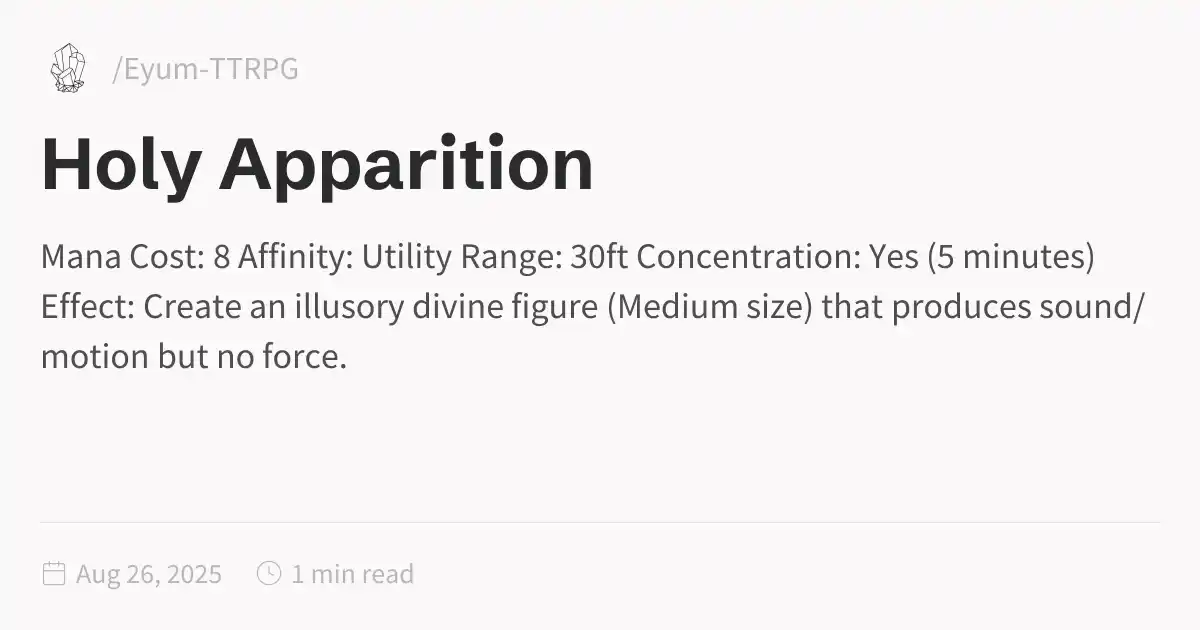 /Eyum-TTRPG
Holy Apparition
Mana Cost: 8 Affinity: Utility Range: 30ft Concentration: Yes (5 minutes)
Effect: Create an illusory divine figure (Medium size) that produces sound/
motion but no force.
Aug 26, 2025 1 min read